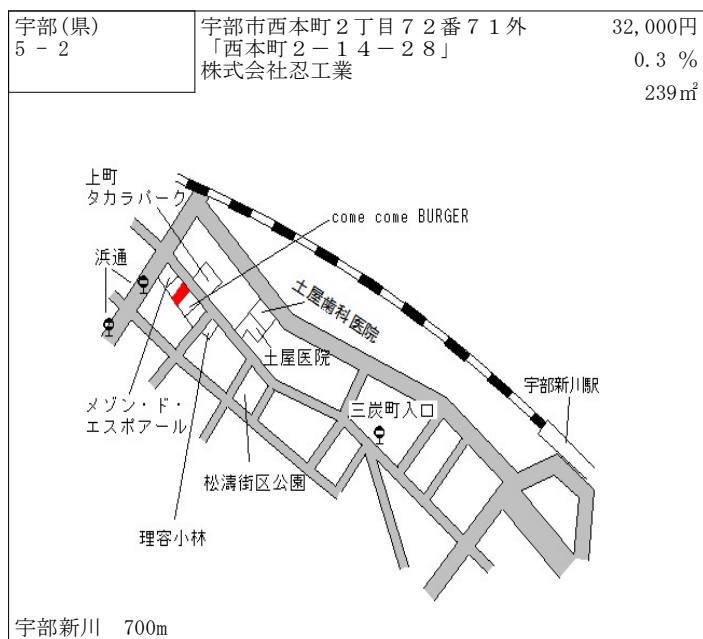 宇部(県)
5 - 2
宇部市西本町２丁目７２番７１外
「西本町２－１４－２８」
株式会社忍工業
32,000円
0.3 %
239㎡
上町
タカラパーク
come come BURGER
浜通
土屋歯科医院
土屋医院
宇部新川駅
メゾン・ド・
エスポアール
三炭町入口
松濤街区公園
理容小林
宇部新川 700m